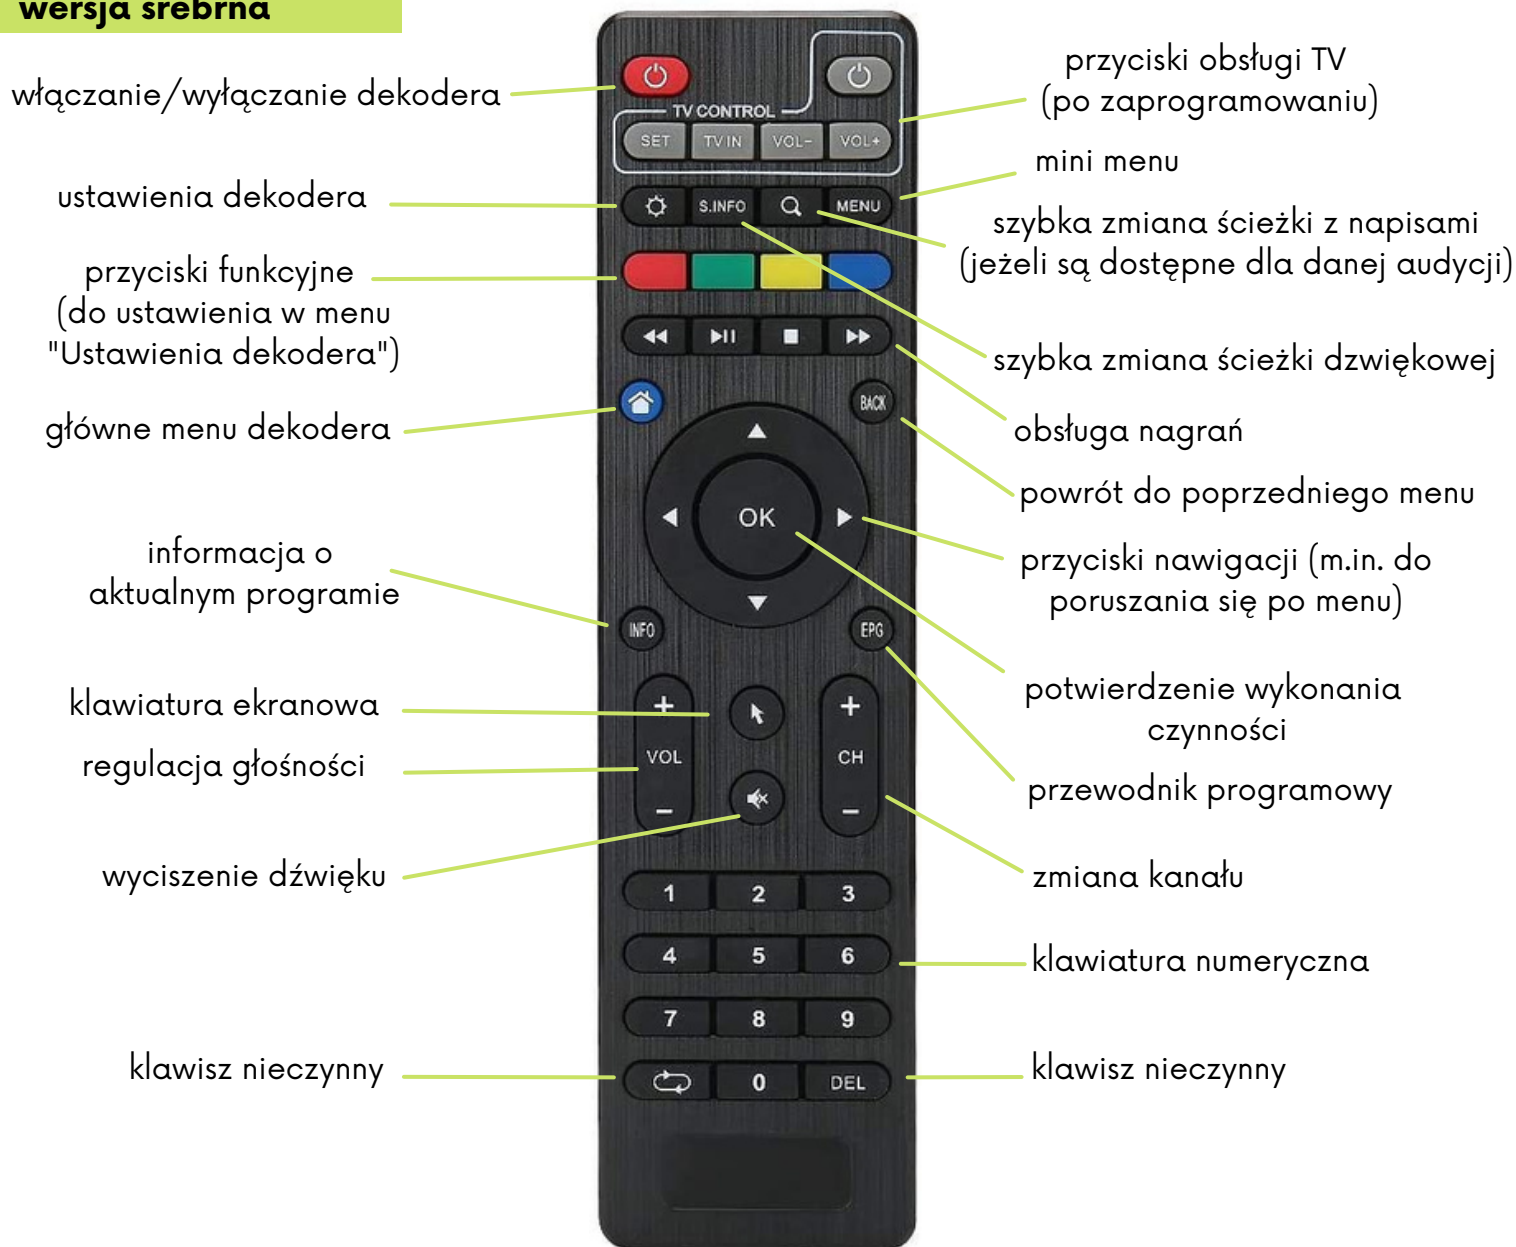 wersja srebrna
włączanie/wyłączanie dekodera
przyciski obsługi TV
(po zaprogramowaniu)
TV CONTROL
SET TV IN VOL- VOL+
mini menu
ustawienia dekodera
S.INFO MENU
szybka zmiana ścieżki z napisami
(jeżeli są dostępne dla danej audycji)
przyciski funkcyjne
(do ustawienia w menu
"Ustawienia dekodera")
szybka zmiana ścieżki dzwiękowej
główne menu dekodera
BACK
obsługa nagrań
powrót do poprzedniego menu
OK
informacja o
aktualnym programie
przyciski nawigacji (m.in. do
poruszania się po menu)
INFO EPG
klawiatura ekranowa
potwierdzenie wykonania
czynności
+ +
VOL CH
- -
regulacja głośności
przewodnik programowy
wyciszenie dźwięku
zmiana kanału
1 2 3
4 5 6
klawiatura numeryczna
7 8 9
klawisz nieczynny
0 DEL
klawisz nieczynny